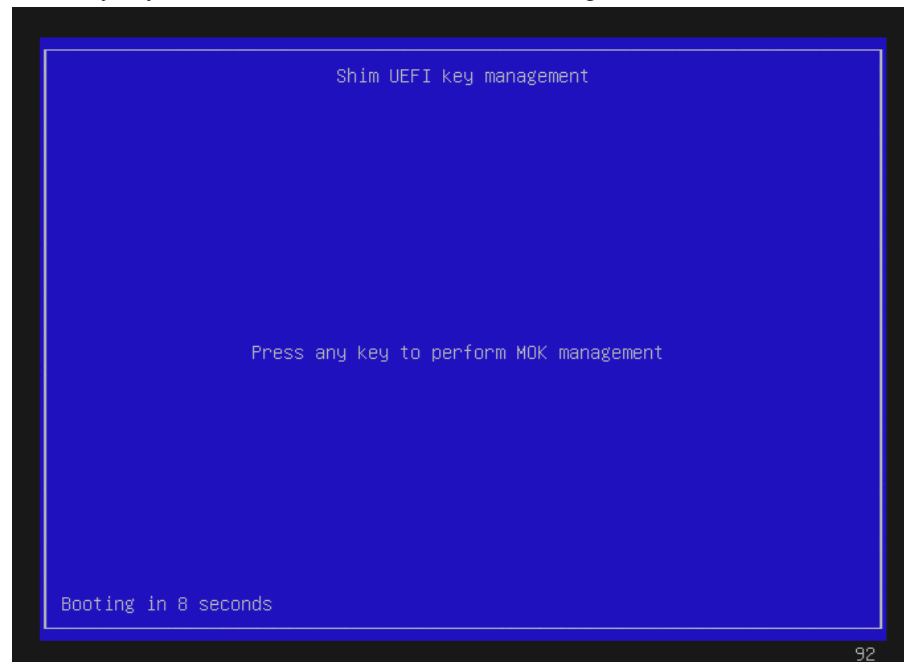 Shim UEFI key management
Press any key to perform MOK management
Booting in 8 seconds
92